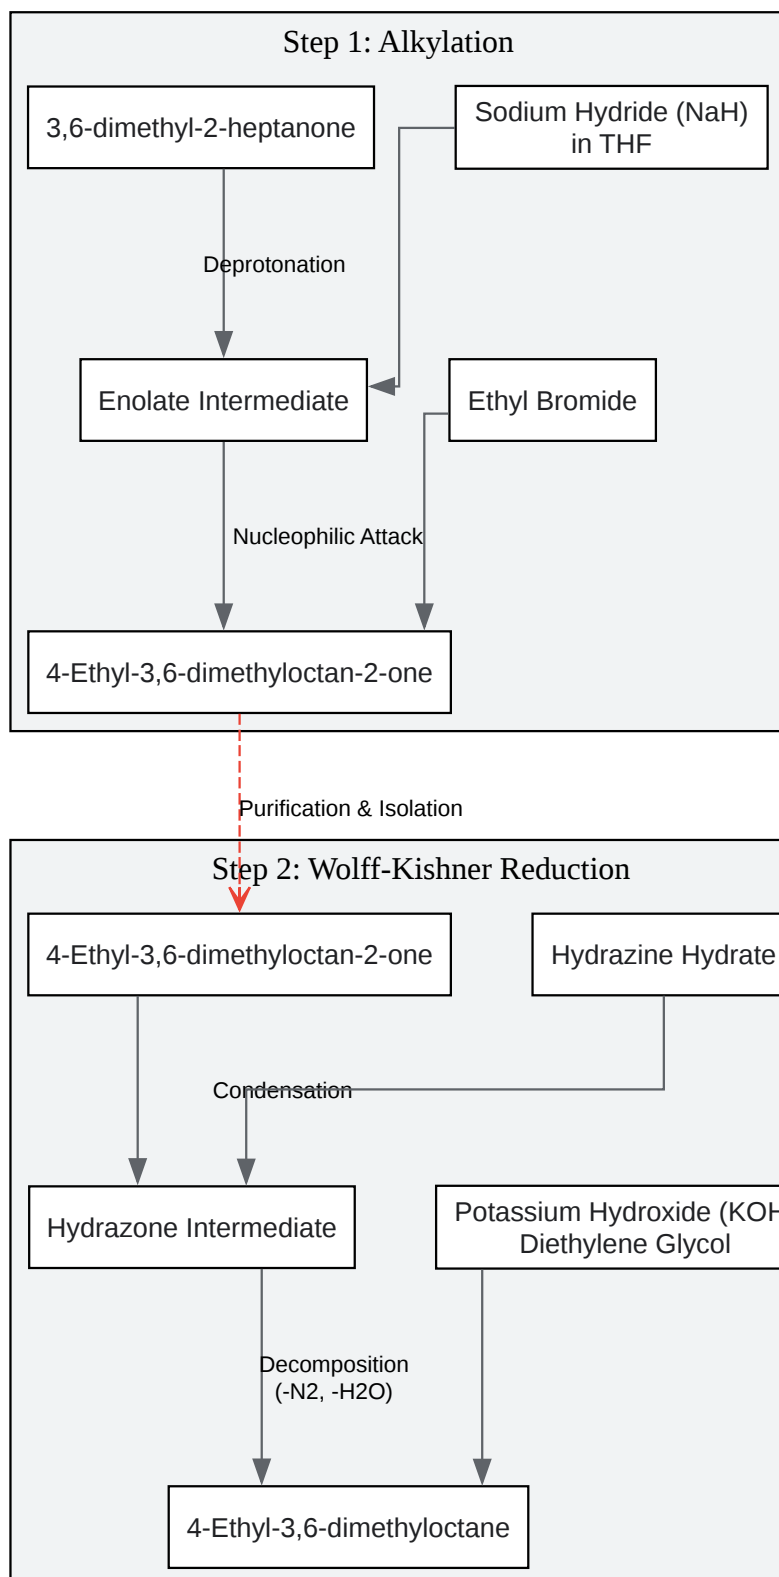 Step 1: Alkylation
3,6-dimethyl-2-heptanone
Sodium Hydride (NaH)
in THF
Deprotonation
Enolate Intermediate
Ethyl Bromide
Nucleophilic Attack
4-Ethyl-3,6-dimethyloctan-2-one
Purification & Isolation
Step 2: Wolff-Kishner Reduction
4-Ethyl-3,6-dimethyloctan-2-one
Hydrazine Hydrate
Condensation
Hydrazone Intermediate
Potassium Hydroxide (KOH
Diethylene Glycol
Decomposition
(-N2, -H2O)
4-Ethyl-3,6-dimethyloctane